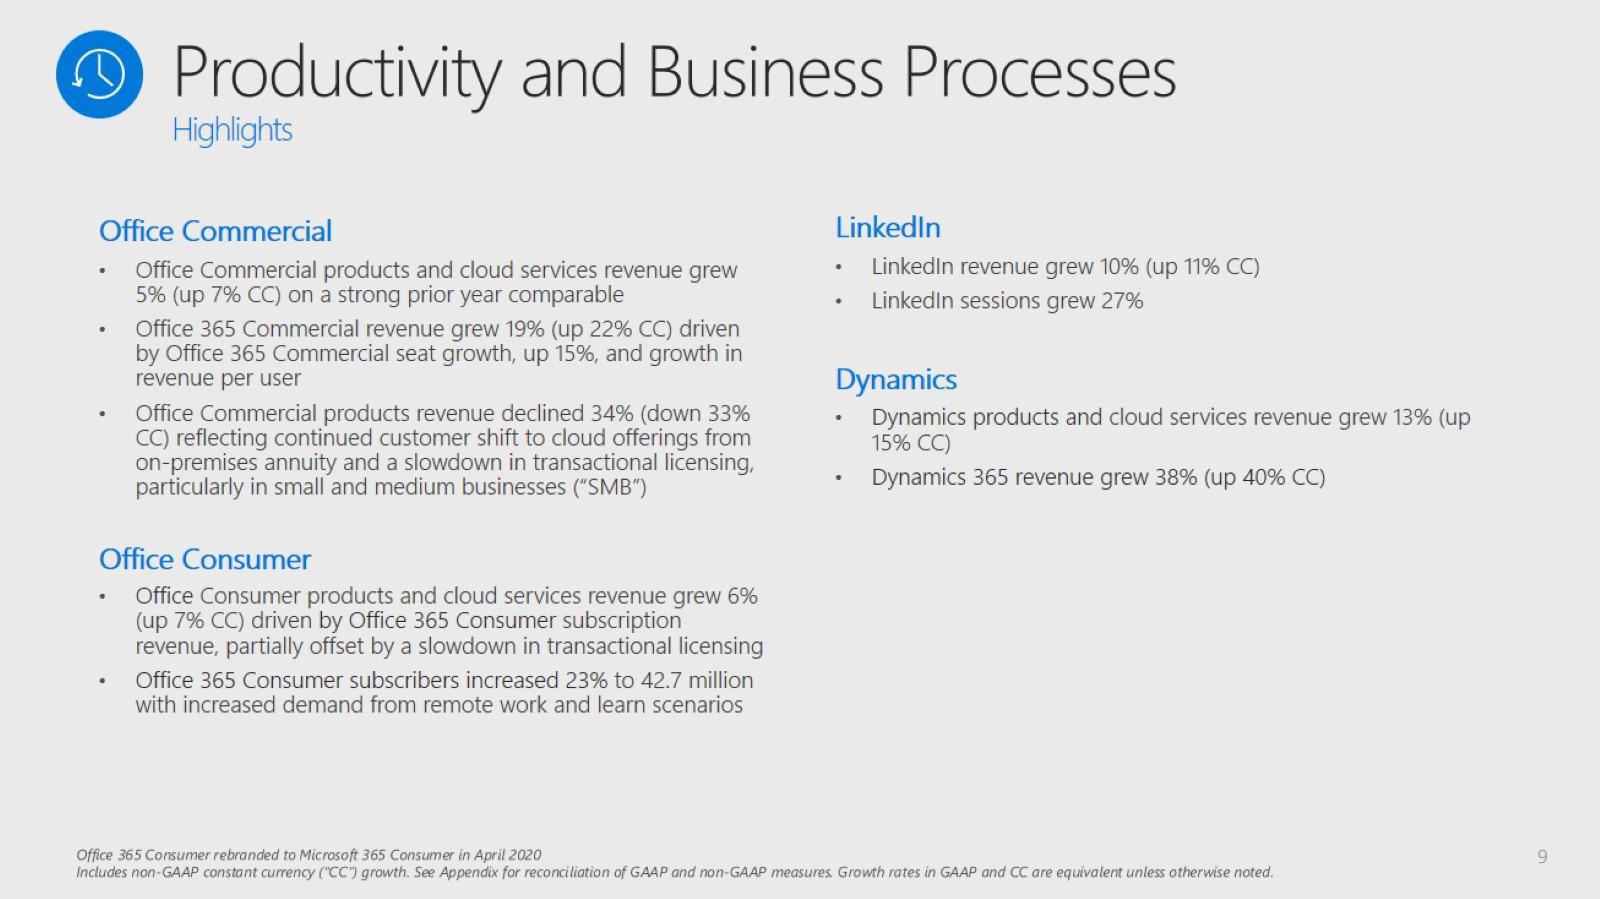 Productivity and Business Processes
Highlights
Office Commercial
• Office Commercial products and cloud services revenue grew
5% (up 7% CC) on a strong prior year comparable
• Office 365 Commercial revenue grew 19% (up 22% CC) driven
by Office 365 Commercial seat growth, up 15%, and growth in
revenue per user
• Office Commercial products revenue declined 34% (down 33%
CC) reflecting continued customer shift to cloud offerings from
on-premises annuity and a slowdown in transactional licensing,
particularly in small and medium businesses (“SMB”)
Office Consumer
• Office Consumer products and cloud services revenue grew 6%
(up 7% CC) driven by Office 365 Consumer subscription
revenue, partially offset by a slowdown in transactional licensing
• Office 365 Consumer subscribers increased 23% to 42.7 million
with increased demand from remote work and learn scenarios
LinkedIn
• LinkedIn revenue grew 10% (up 11% CC)
• LinkedIn sessions grew 27%
Dynamics
• Dynamics products and cloud services revenue grew 13% (up
15% CC)
• Dynamics 365 revenue grew 38% (up 40% CC)
Office 365 Consumer rebranded to Microsoft 365 Consumer in April 2020
Includes non-GAAP constant currency ("CC") growth. See Appendix for reconciliation of GAAP and non-GAAP measures. Growth rates in GAAP and CC are equivalent unless otherwise noted.
9